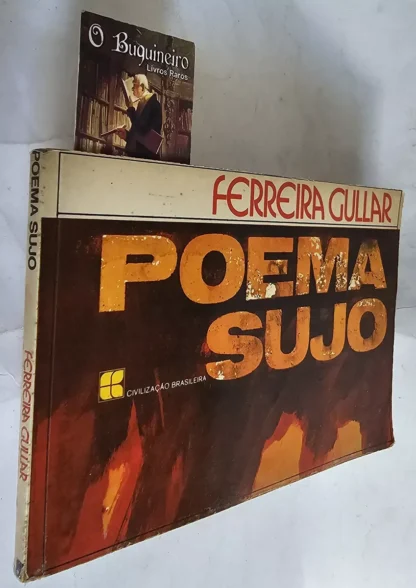 O Buquineiro
Livros Raros
FERREIRA GULLAR
POEMA
SUJO
CIVILIZAÇÃO BRASILEIRA
POEMA SUJO
FERREIRA GULLAR